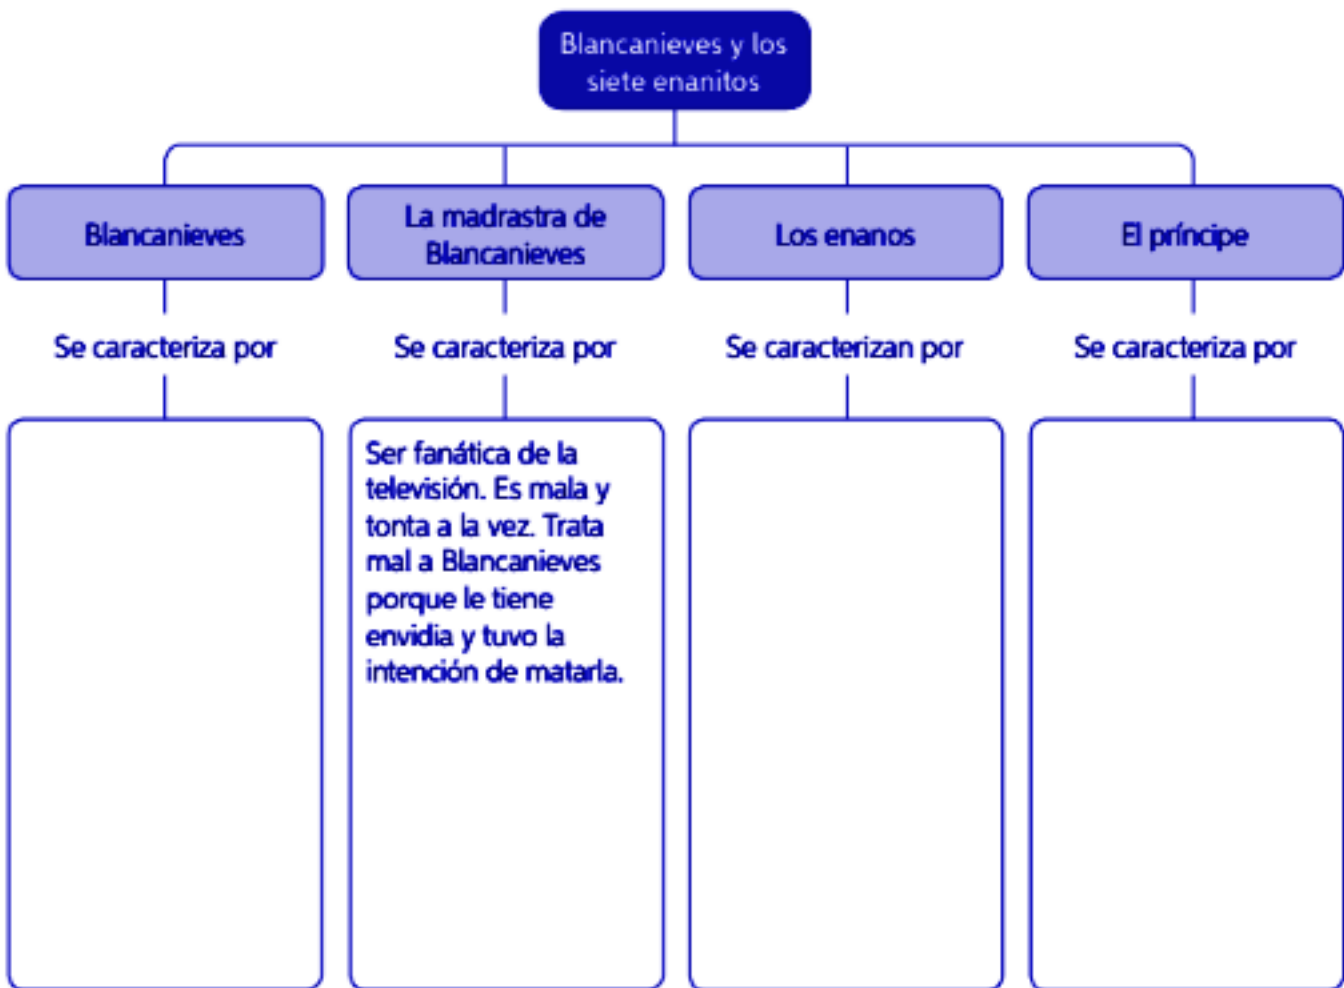 Blancanieves y los
siete enanitos
Blancanieves
La madrastra de
Blancanieves
Los enanos
El príncipe
Se caracteriza por
Se caracteriza por
Se caracterizan por
Se caracteriza por
Ser fanática de la
televisión. Es mala y
tonta a la vez. Trata
mal a Blancanieves
porque le tiene
envidia y tuvo la
intención de matarla.